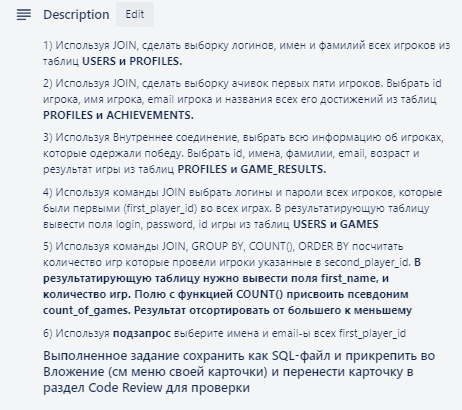 Description Edit
1) Используя JOIN, сделать выборку логинов, имен и фамилий всех игроков из
таблиц USERS и PROFILES.
2) Используя JOIN, сделать выборку ачивок первых пяти игроков. Выбрать id
игрока, имя игрока, email игрока и названия всех его достижений из таблиц
PROFILES и ACHIEVEMENTS.
3) Используя Внутреннее соединение, выбрать всю информацию об игроках,
которые одержали победу. Выбрать id, имена, фамилии, email, возраст и
результат игры из таблиц PROFILES и GAME_RESULTS.
4) Используя команды JOIN выбрать логины и пароли всех игроков, которые
были первыми (first_player_id) во всех играх. В результатирующую таблицу
вывести поля login, password, id игры из таблиц USERS и GAMES
5) Используя команды JOIN, GROUP BY, COUNT(), ORDER BY посчитать
количество игр которые провели игроки указанные в second_player_id. В
результатирующую таблицу нужно вывести поля first_name, и
количество игр. Полю с функцией COUNT() присвоить псевдоним
count_of_games. Результат отсортировать от большего к меньшему
6) Используя подзапрос выберите имена и email-ы всех first_player_id
Выполненное задание сохранить как SQL-файл и прикрепить во
Вложение (см меню своей карточки) и перенести карточку в
раздел Code Review для проверки